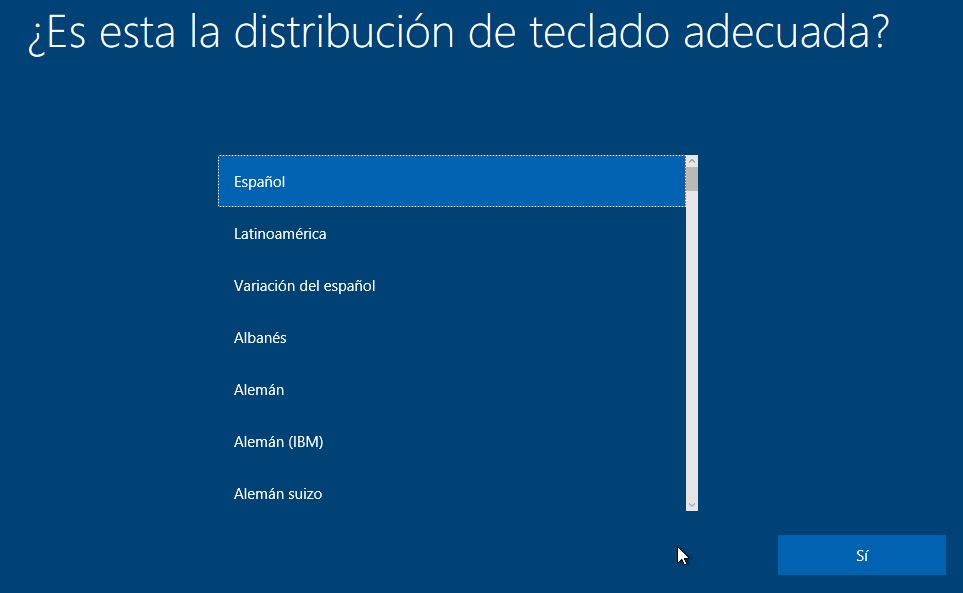 ¿Es esta la distribución de teclado adecuada?
Español
Latinoamérica
Variación del español
Albanés
Alemán
Alemán (IBM)
Alemán suizo
Sí